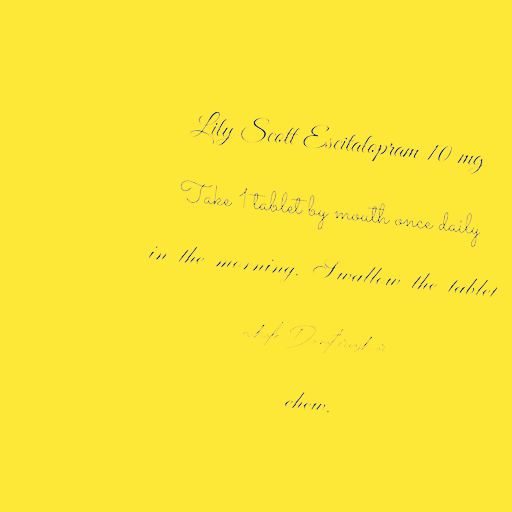 Lily Scott Escitalopram 10 mg
Take 1 tablet by mouth once daily
in the morning. Swallow the tablet
whole
chew.